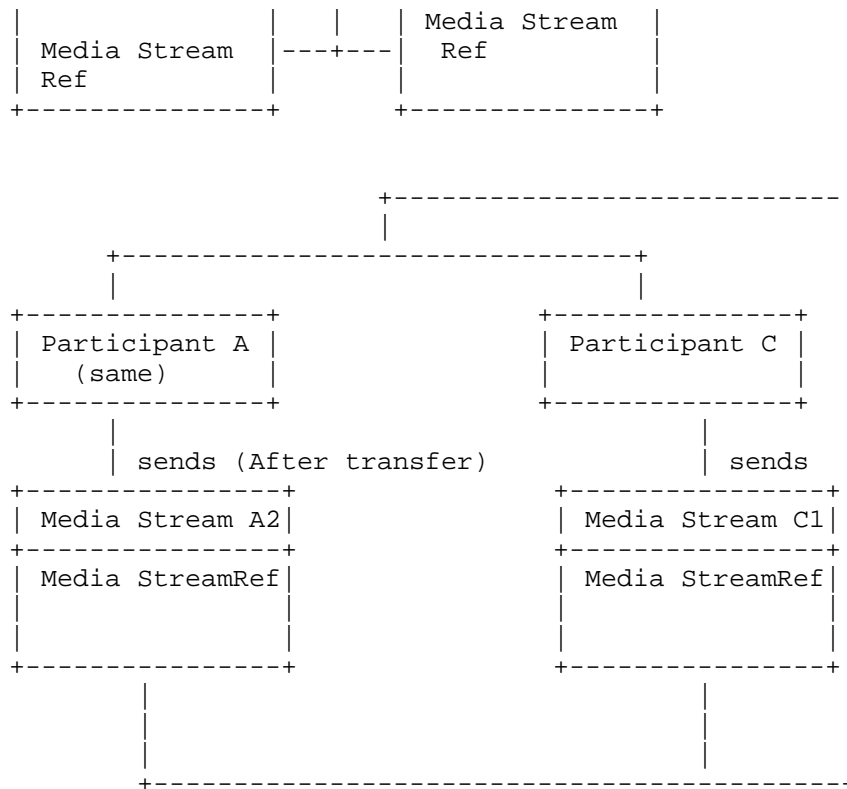 Media Stream
Media Stream
Ref
Ref
Participant A
(same)
Participant C
sends (After transfer)
sends
Media Stream A2
Media Stream C1
Media StreamRef
Media StreamRef